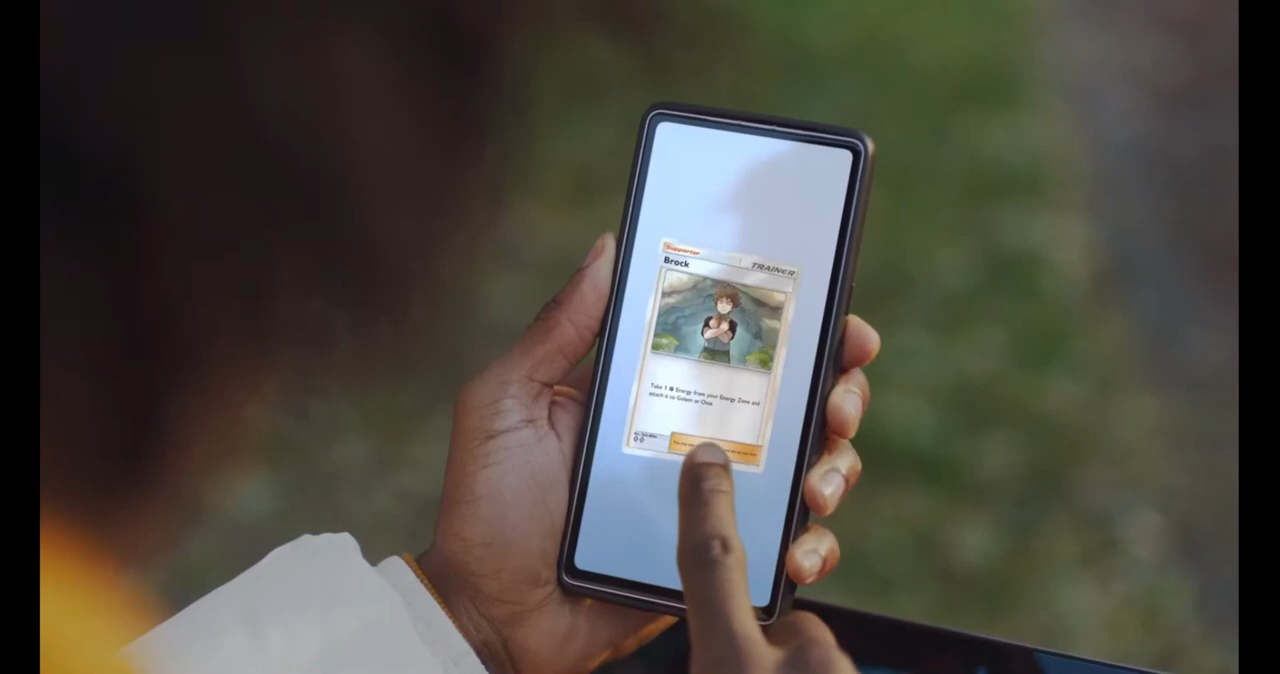 Supporter
Brock
TRAINER
Take 1 Energy from your Energy Zone and
attach it to Golem or Onix.